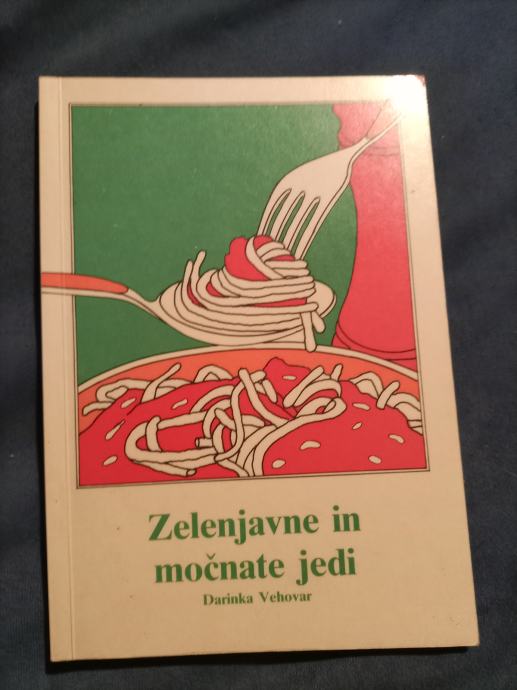 Zelenjavne in
močnate jedi
Darinka Vehovar